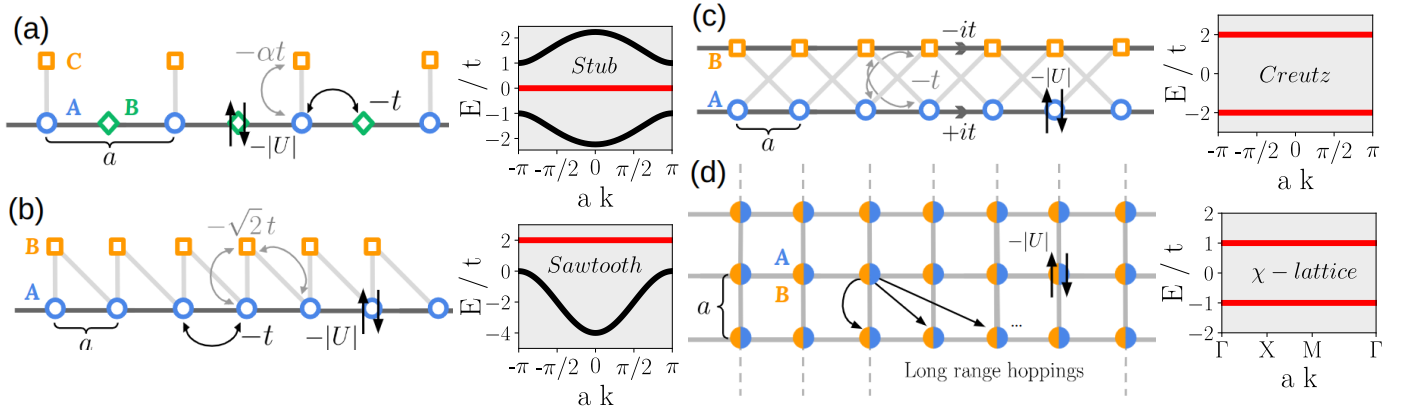 (a)
C
A
B
a
−αt
−t
−|U|
E / t
2
1
0
−1
−2
Stub
-π -π/2 0 π/2 π
a k
(b)
B
A
a
−√2 t
−t
−|U|
E / t
2
0
−2
−4
Sawtooth
-π -π/2 0 π/2 π
a k
(c)
B
A
a
−it
−t
+it
−|U|
E / t
2
0
−2
Creutz
-π -π/2 0 π/2 π
a k
(d)
A
B
a
−|U|
...
Long range hoppings
E / t
2
1
0
−1
−2
χ − lattice
Γ X M Γ
a k